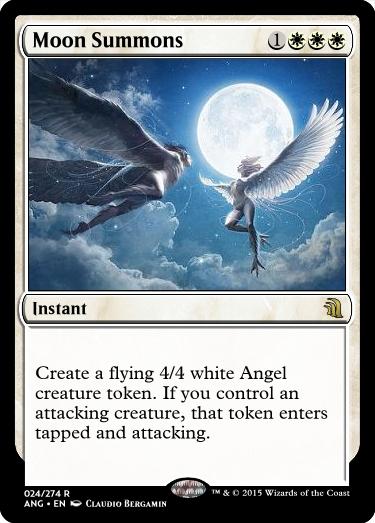 Moon Summons 1
Instant
Create a flying 4/4 white Angel
creature token. If you control an
attacking creature, that token enters
tapped and attacking.
024/274 R
ANG • EN Claudio Bergamin
™ & © 2015 Wizards of the Coast